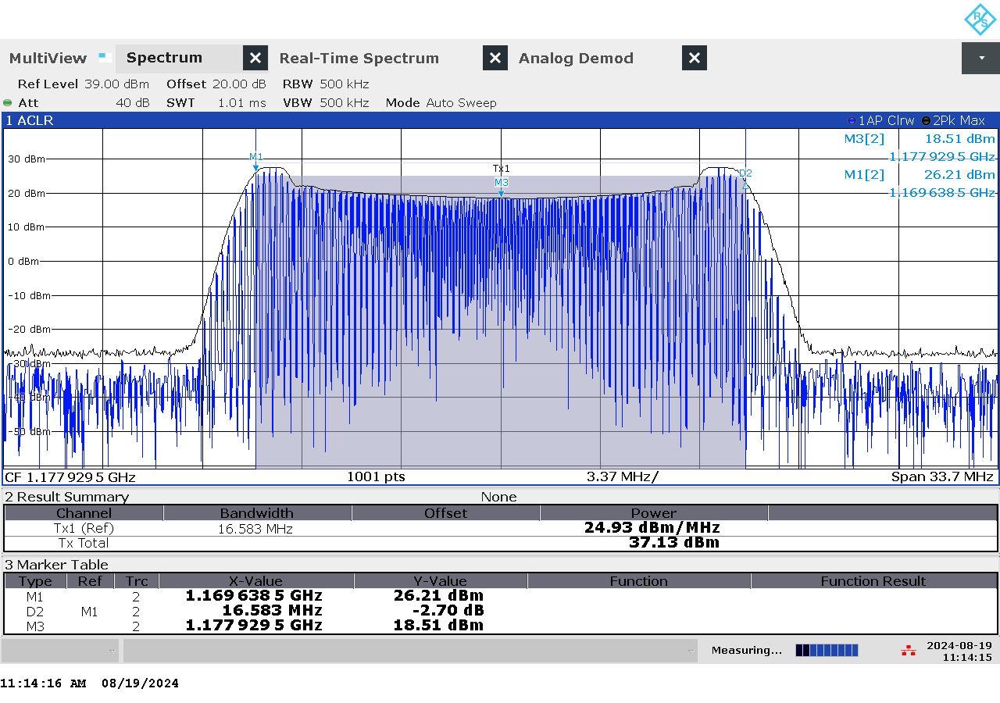 R/S
MultiView Spectrum Real-Time Spectrum Analog Demod
Ref Level 39.00 dBm Offset 20.00 dB RBW 500 kHz
Att 40 dB SWT 1.01 ms VBW 500 kHz Mode Auto Sweep
1 ACLR 1AP Clrw 2Pk Max
M3[2] 18.51 dBm
1.177 929 5 GHz
M1[2] 26.21 dBm
1.169 638 5 GHz
M1
Tx1
D2
M3
30 dBm
20 dBm
10 dBm
0 dBm
-10 dBm
-20 dBm
-30 dBm
-40 dBm
-50 dBm
CF 1.177 929 5 GHz 1001 pts 3.37 MHz/ Span 33.7 MHz
2 Result Summary None
Channel Bandwidth Offset Power
Tx1 (Ref) 16.583 MHz 24.93 dBm/MHz
Tx Total 37.13 dBm
3 Marker Table
Type Ref Trc X-Value Y-Value Function Function Result
M1 2 1.169 638 5 GHz 26.21 dBm
D2 M1 2 16.583 MHz -2.70 dB
M3 2 1.177 929 5 GHz 18.51 dBm
Measuring... 2024-08-19
11:14:15
11:14:16 AM 08/19/2024